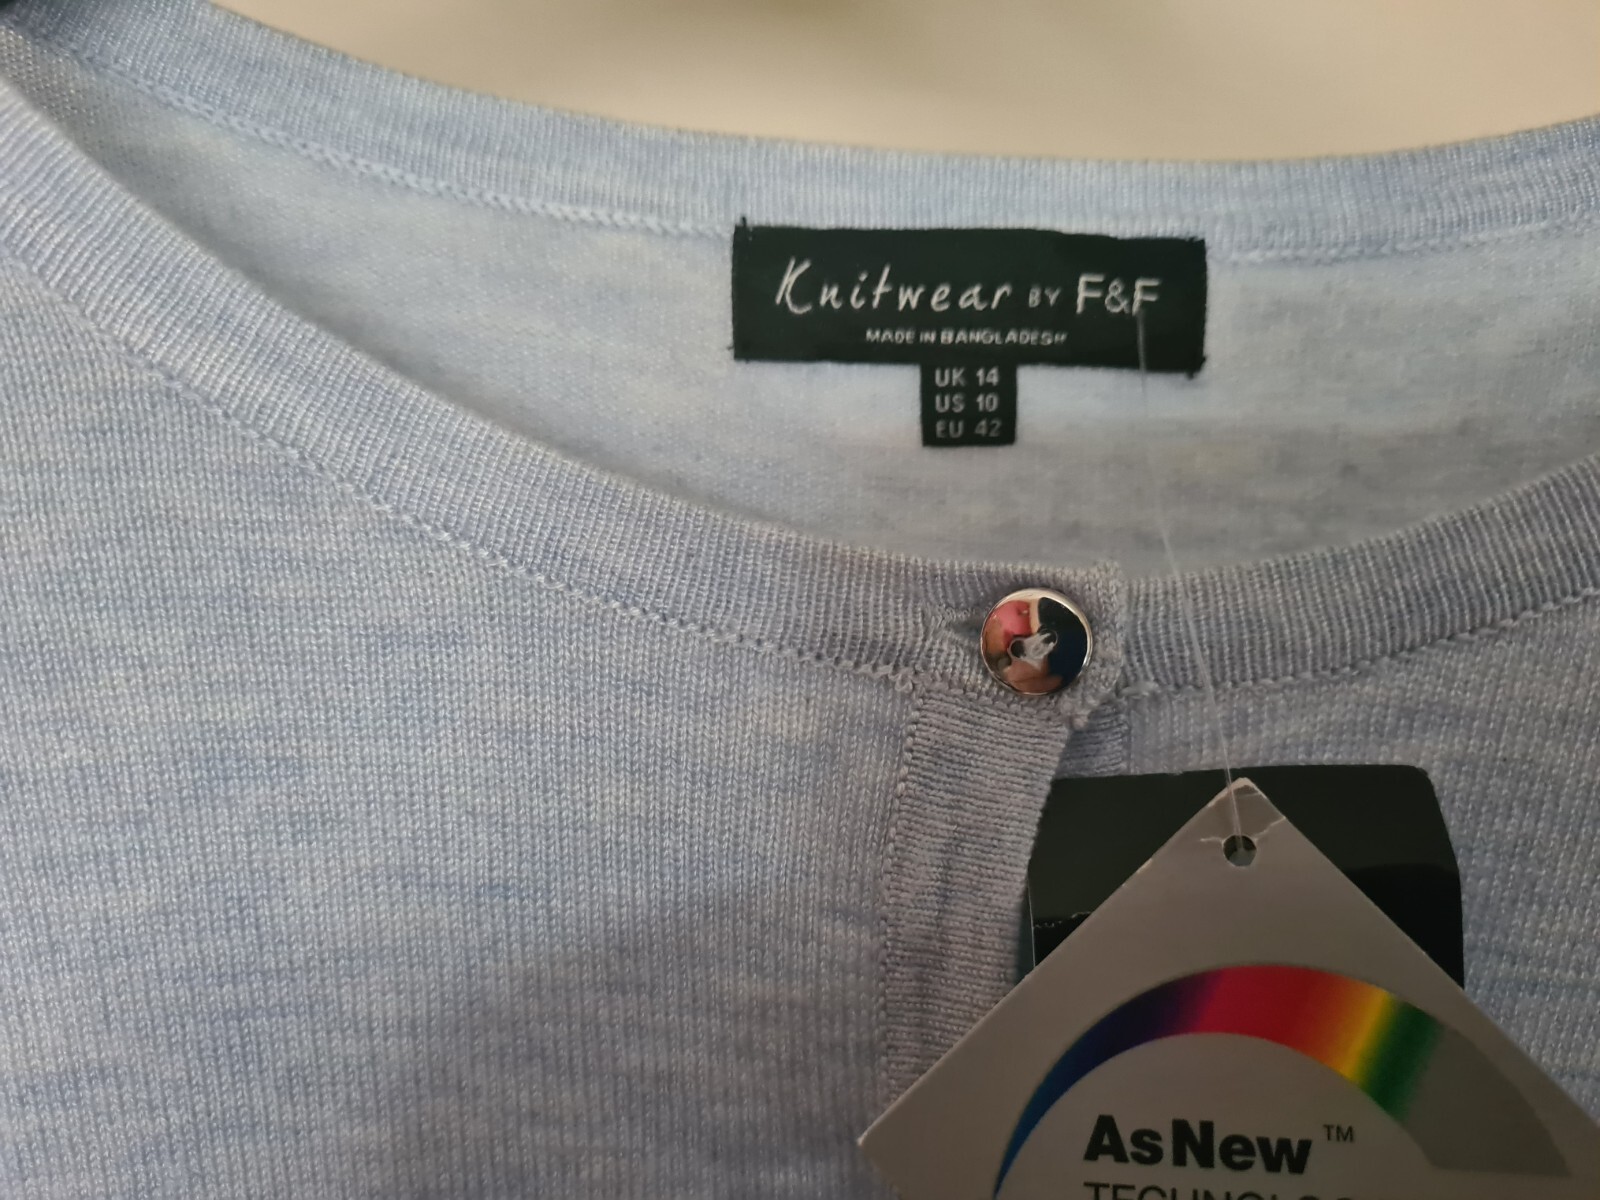 Knitwear BY F&F
MADE IN BANGLADESH
UK 14
US 10
EU 42
AsNew™